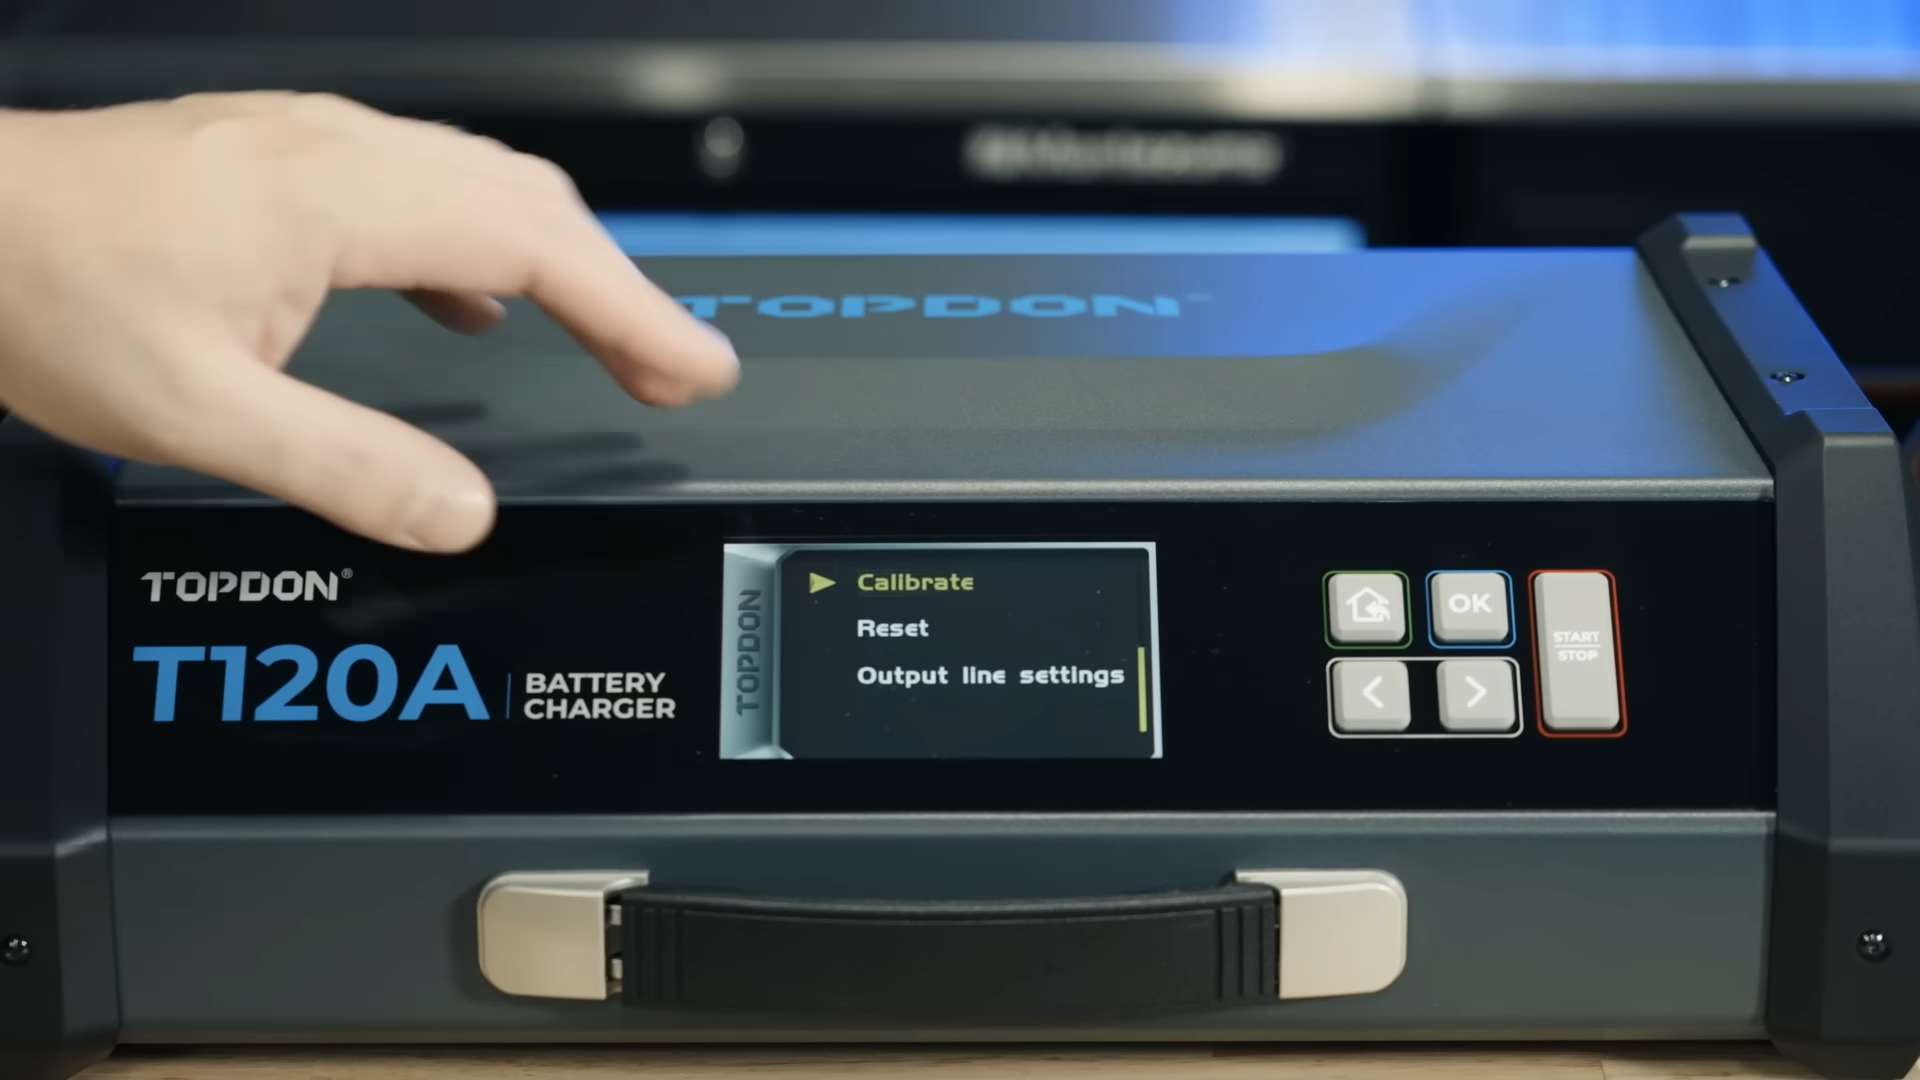 TOPDON
TOPDON®
T120A
BATTERY
CHARGER
TOPDON
Calibrate
Reset
Output line settings
OK
START
STOP